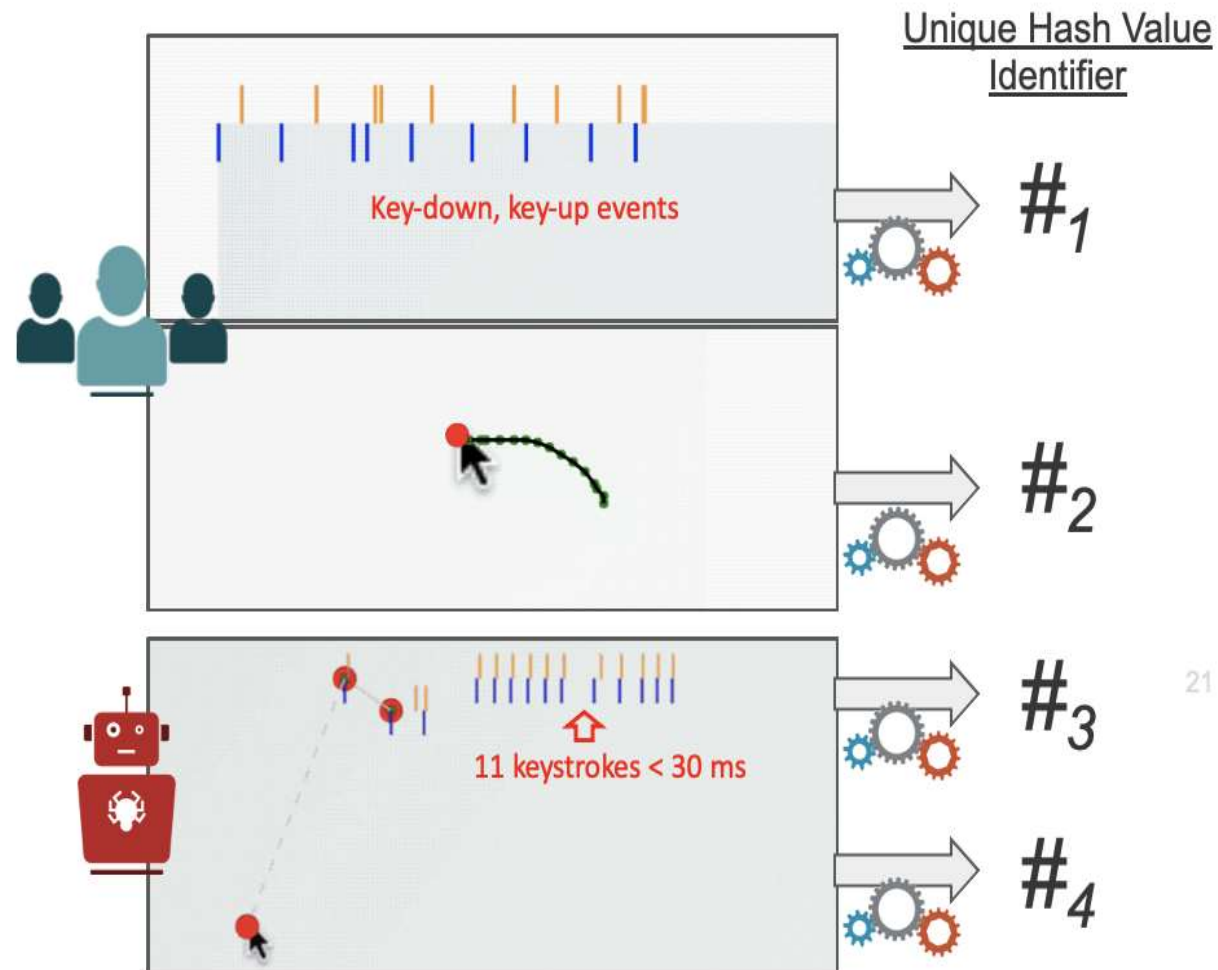 Unique Hash Value
Identifier
Key-down, key-up events
#1
#2
11 keystrokes < 30 ms
#3
21
#4